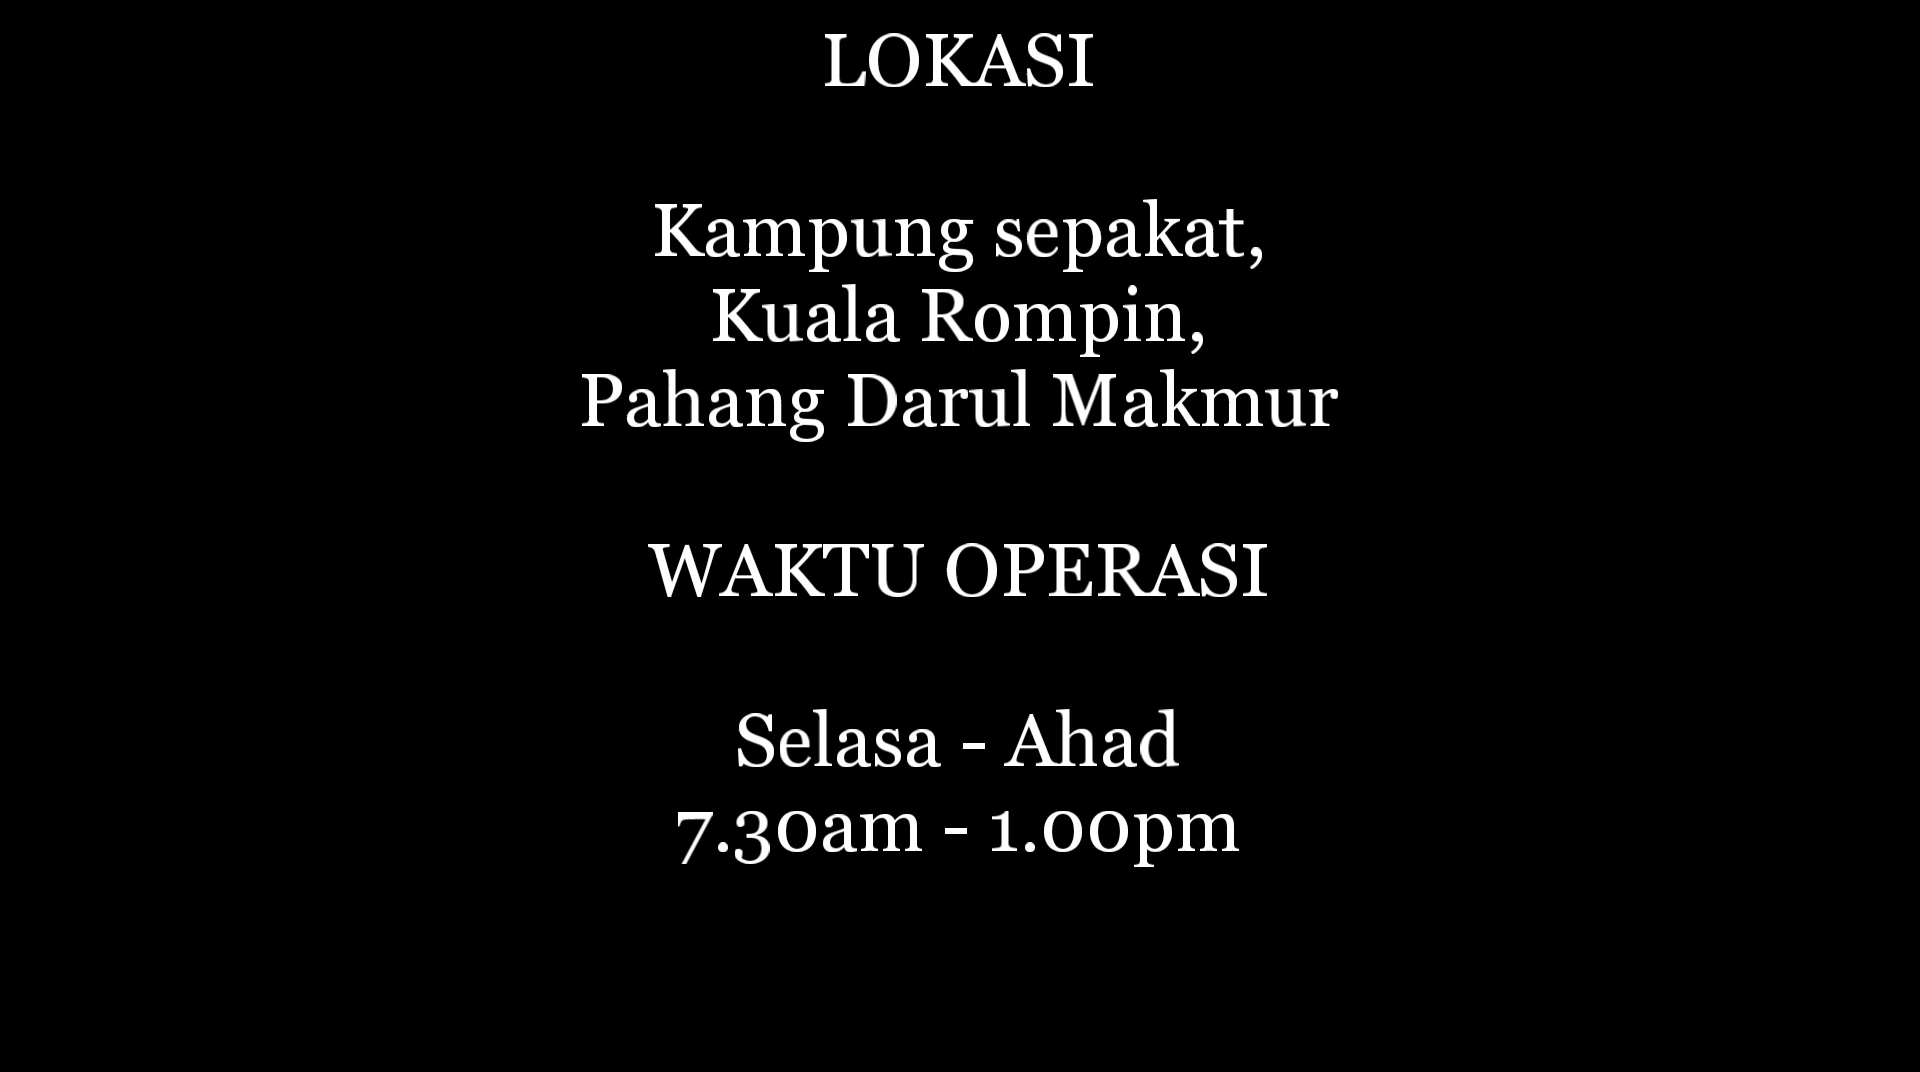 LOKASI
Kampung sepakat,
Kuala Rompin,
Pahang Darul Makmur
WAKTU OPERASI
Selasa - Ahad
7.30am - 1.00pm